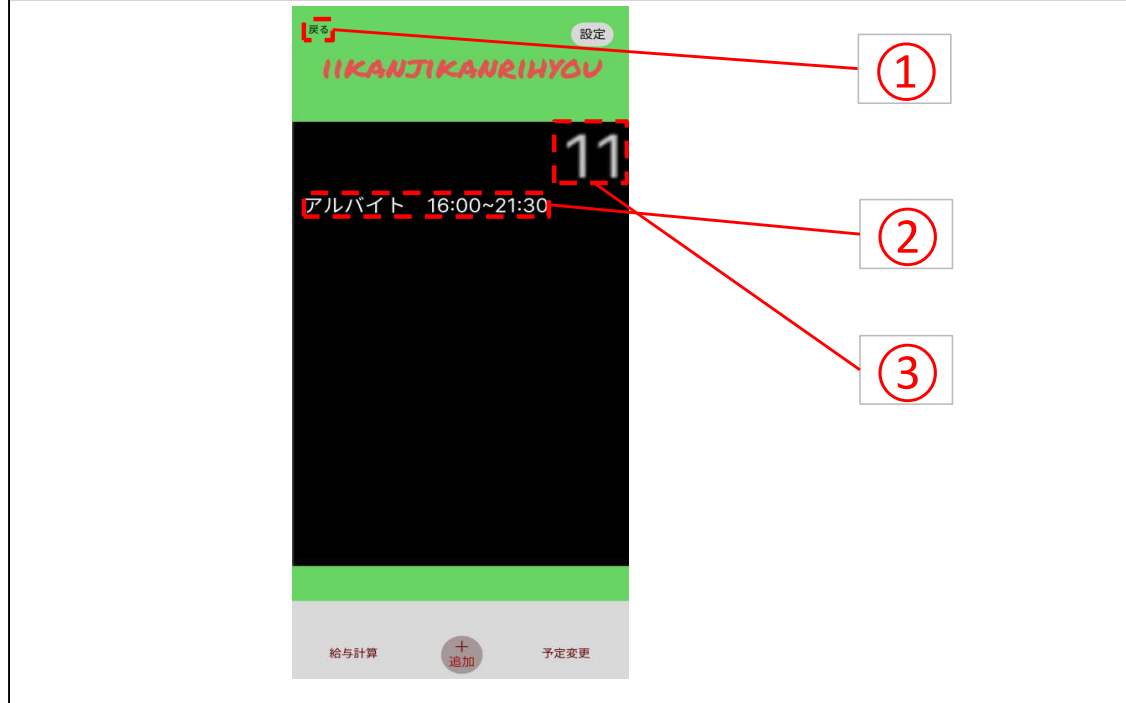 戻る
設定
IIKANJIKANRIHYOU
①
11
アルバイト　16:00~21:30
②
③
給与計算
+
追加
予定変更